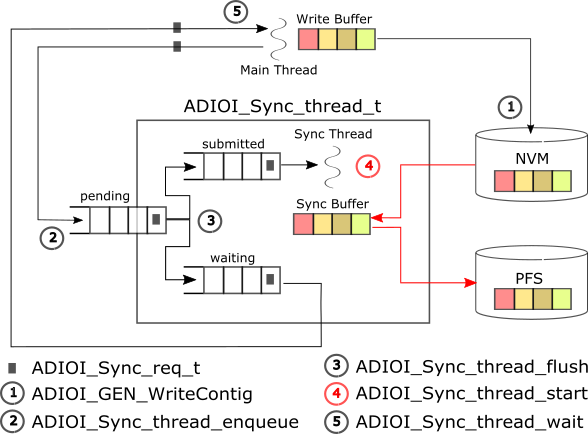 5
Write Buffer
Main Thread
ADIOI_Sync_thread_t
1
submitted
Sync Thread
4
NVM
pending
Sync Buffer
2
3
waiting
PFS
ADIOI_Sync_req_t
1 ADIOI_GEN_WriteContig
2 ADIOI_Sync_thread_enqueue
3 ADIOI_Sync_thread_flush
4 ADIOI_Sync_thread_start
5 ADIOI_Sync_thread_wait